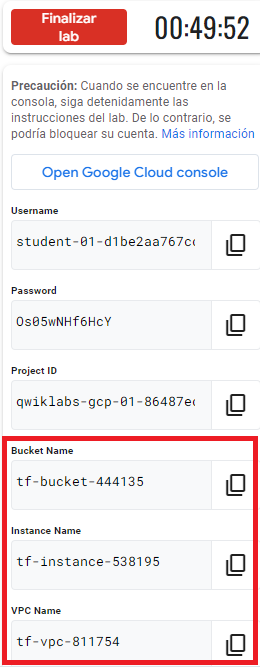 Finalizar
lab
00:49:52
Precaución: Cuando se encuentre en la
consola, siga detenidamente las
instrucciones del lab. De lo contrario, se
podría bloquear su cuenta. Más información
Open Google Cloud console
Username
student-01-d1be2aa767cc
Password
Os05wNHf6HcY
Project ID
qwiklabs-gcp-01-86487ec
Bucket Name
tf-bucket-444135
Instance Name
tf-instance-538195
VPC Name
tf-vpc-811754